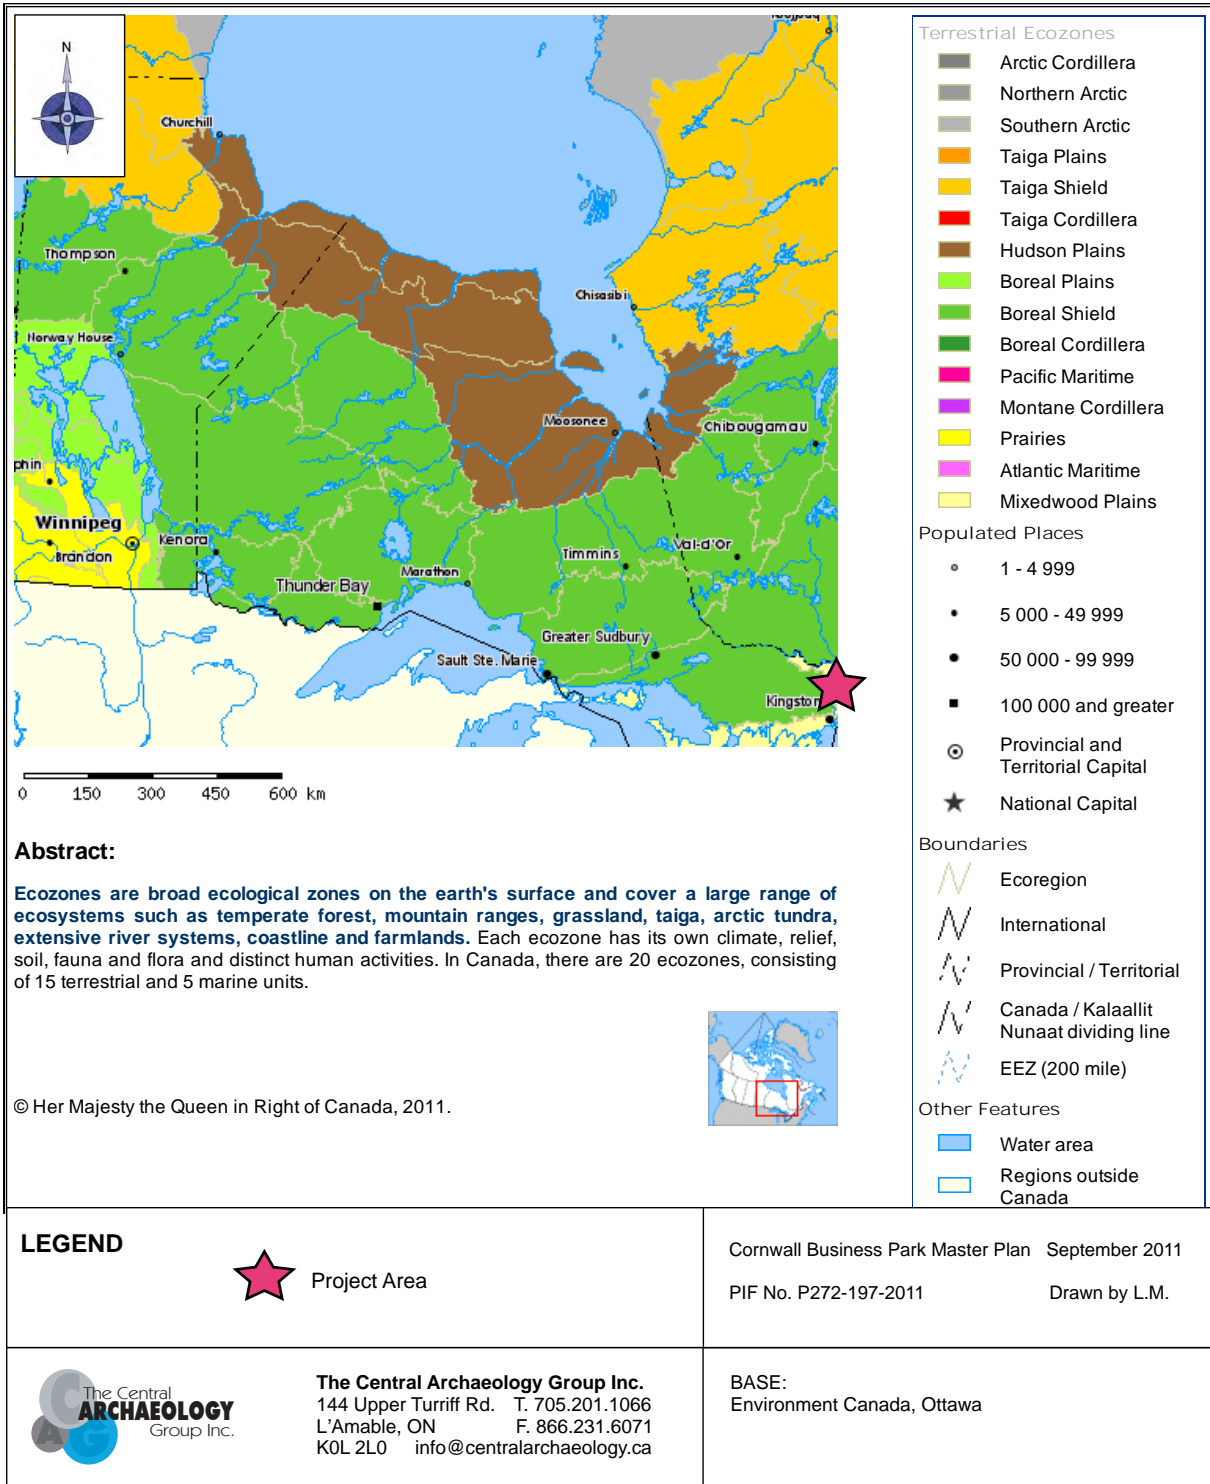 N
Churchill
Thompson
Norway House
phin
Winnipeg
Brandon
Kenora
Thunder Bay
Marathon
Chisasibi
Moosonee
Chibougamau
Timmins
Val-d'Or
Greater Sudbury
Sault Ste. Marie
Kingston
0 150 300 450 600 km
Terrestrial Ecozones
Arctic Cordillera
Northern Arctic
Southern Arctic
Taiga Plains
Taiga Shield
Taiga Cordillera
Hudson Plains
Boreal Plains
Boreal Shield
Boreal Cordillera
Pacific Maritime
Montane Cordillera
Prairies
Atlantic Maritime
Mixedwood Plains
Populated Places
1 - 4 999
5 000 - 49 999
50 000 - 99 999
100 000 and greater
Provincial and
Territorial Capital
National Capital
Boundaries
Ecoregion
International
Provincial / Territorial
Canada / Kalaallit
Nunaat dividing line
EEZ (200 mile)
Other Features
Water area
Regions outside
Canada
Abstract:
Ecozones are broad ecological zones on the earth's surface and cover a large range of
ecosystems such as temperate forest, mountain ranges, grassland, taiga, arctic tundra,
extensive river systems, coastline and farmlands. Each ecozone has its own climate, relief,
soil, fauna and flora and distinct human activities. In Canada, there are 20 ecozones, consisting
of 15 terrestrial and 5 marine units.
© Her Majesty the Queen in Right of Canada, 2011.
LEGEND
Project Area
Cornwall Business Park Master Plan September 2011
PIF No. P272-197-2011 Drawn by L.M.
CAG
The Central
ARCHAEOLOGY
Group Inc.
The Central Archaeology Group Inc.
144 Upper Turriff Rd. T. 705.201.1066
L'Amable, ON F. 866.231.6071
K0L 2L0 info@centralarchaeology.ca
BASE:
Environment Canada, Ottawa